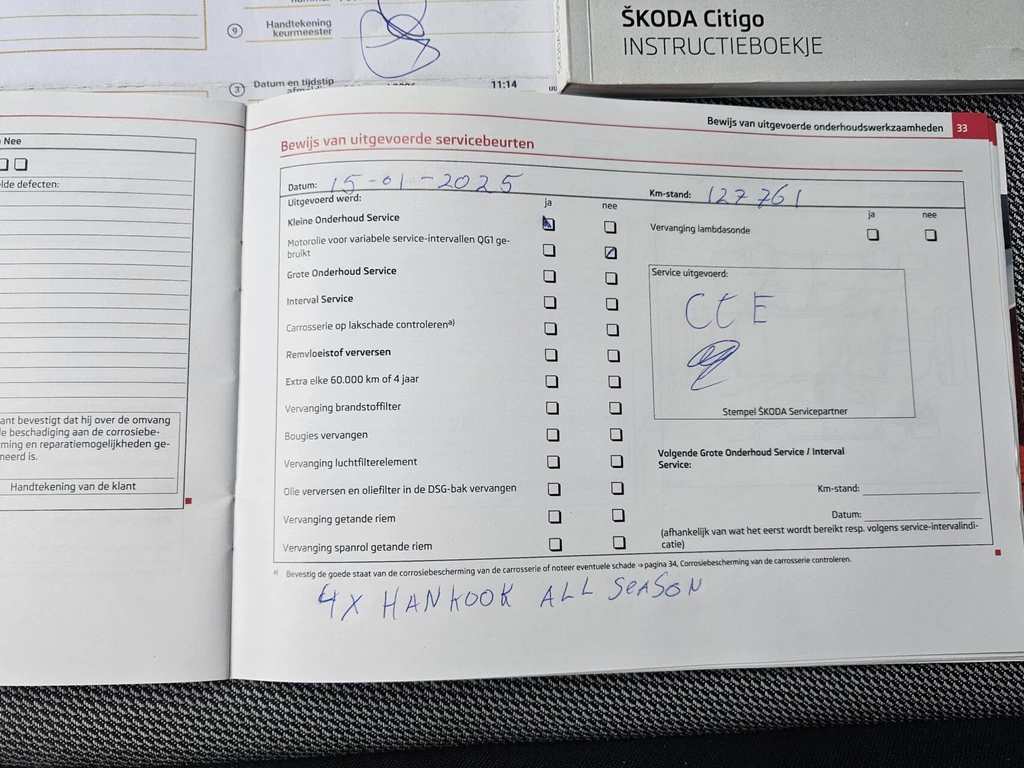 9 Handtekening
keurmeester
3 Datum en tijdstip
11:14
ŠKODA Citigo
INSTRUCTIEBOEKJE
Nee
lde defecten:
ant bevestigt dat hij over de omvang
le beschadiging aan de corrosiebe-
rming en reparatiemogelijkheden ge-
neerd is.
Handtekening van de klant
Bewijs van uitgevoerde onderhoudswerkzaamheden 33
Bewijs van uitgevoerde servicebeurten
Datum: 15-01-2025
Km-stand: 127761
Uitgevoerd werd:
ja nee
Kleine Onderhoud Service
Motorolie voor variabele service-intervallen QG1 ge-
bruikt
Grote Onderhoud Service
Interval Service
Carrosserie op lakschade controleren a)
Remvloeistof verversen
Extra elke 60.000 km of 4 jaar
Vervanging brandstoffilter
Bougies vervangen
Vervanging luchtfilterelement
Olie verversen en oliefilter in de DSG-bak vervangen
Vervanging getande riem
Vervanging spanrol getande riem
ja nee
Vervanging lambdasonde
Service uitgevoerd:
Stempel ŠKODA Servicepartner
Volgende Grote Onderhoud Service / Interval
Service:
Km-stand:
Datum:
(afhankelijk van wat het eerst wordt bereikt resp. volgens service-intervalindi-
catie)
a) Bevestig de goede staat van de corrosiebescherming van de carrosserie of noteer eventuele schade ⇒ pagina 34, Corrosiebescherming van de carrosserie controleren.
4X HANKOOK ALL SEASON